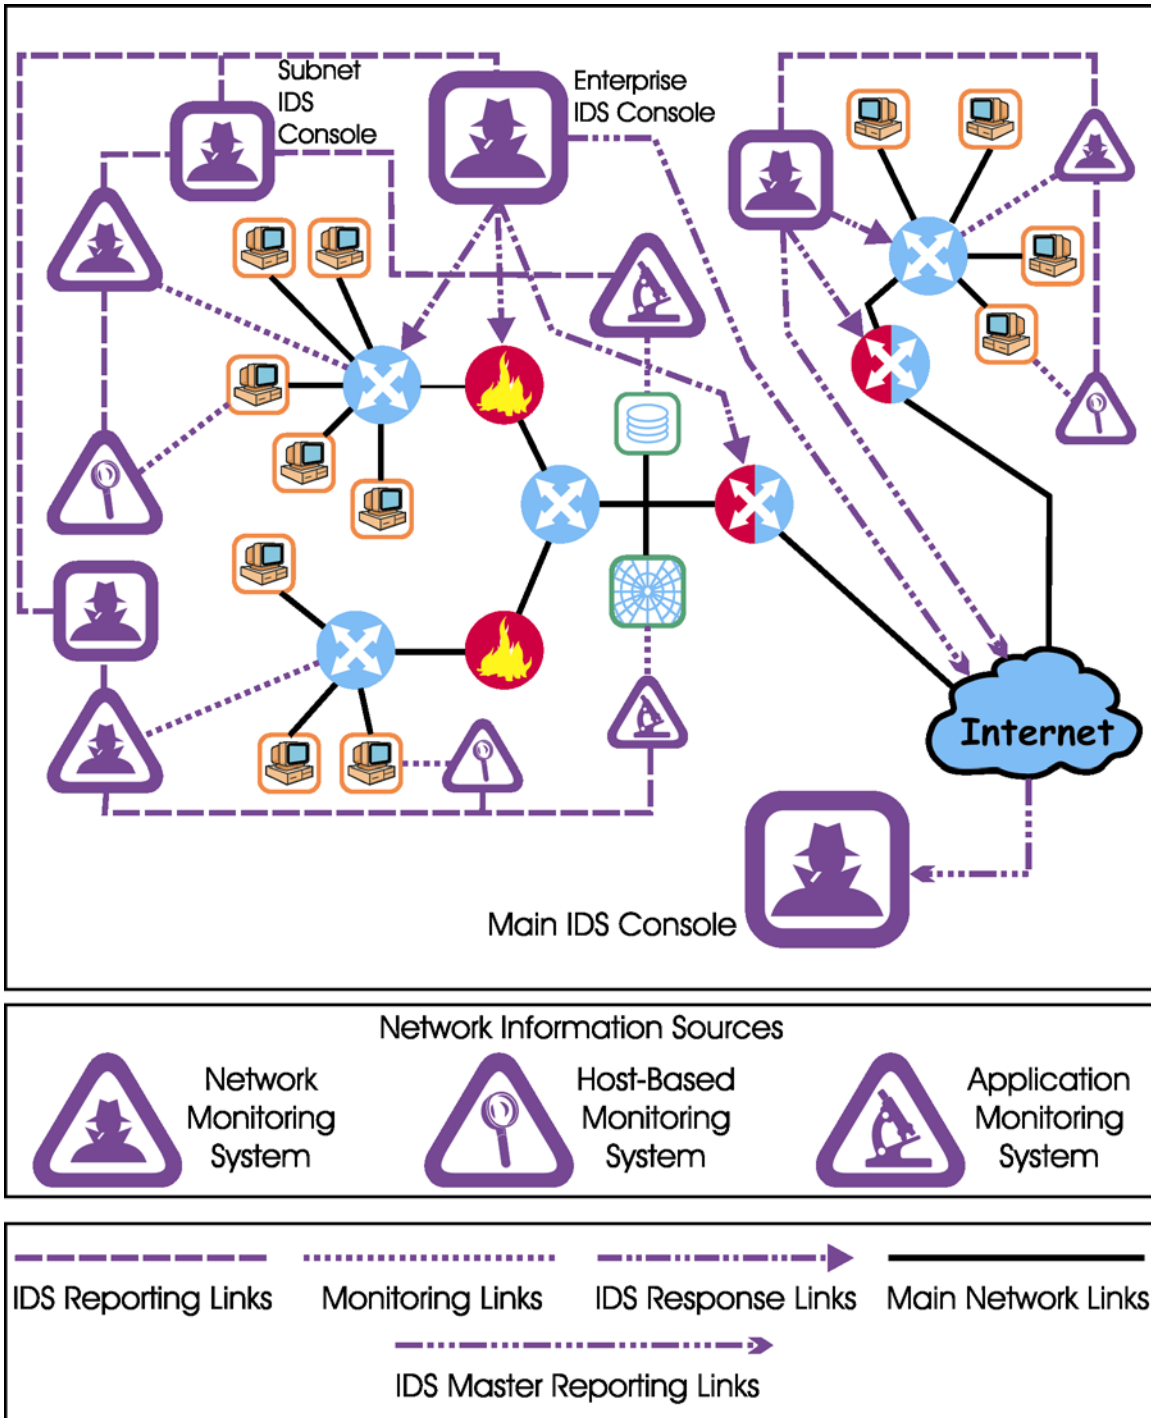 Subnet
IDS
Console
Enterprise
IDS Console
Internet
Main IDS Console
Network Information Sources
Network
Monitoring
System
Host-Based
Monitoring
System
Application
Monitoring
System
IDS Reporting Links
Monitoring Links
IDS Response Links
Main Network Links
IDS Master Reporting Links